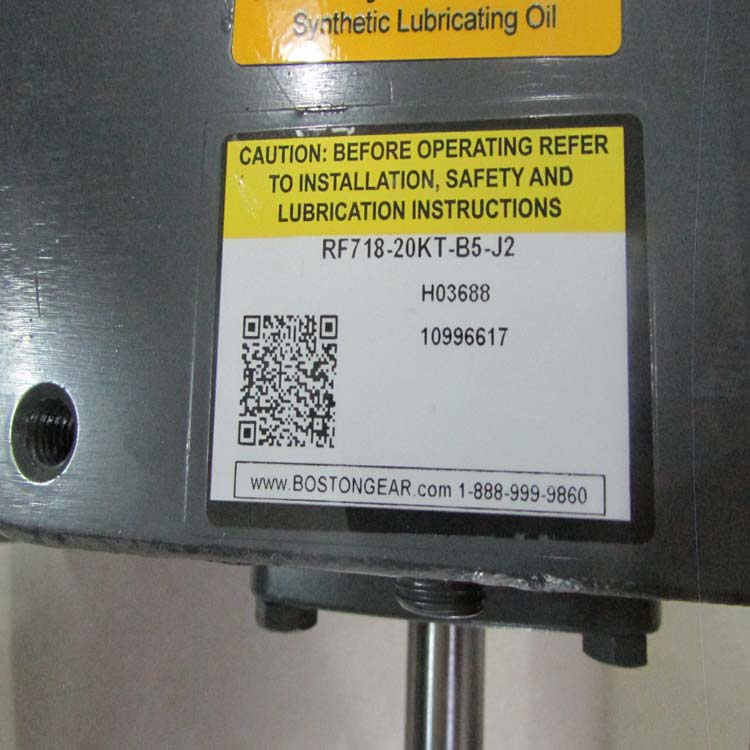 Synthetic Lubricating Oil
CAUTION: BEFORE OPERATING REFER
TO INSTALLATION, SAFETY AND
LUBRICATION INSTRUCTIONS
RF718-20KT-B5-J2
H03688
10996617
www.BOSTONGEAR.com 1-888-999-9860